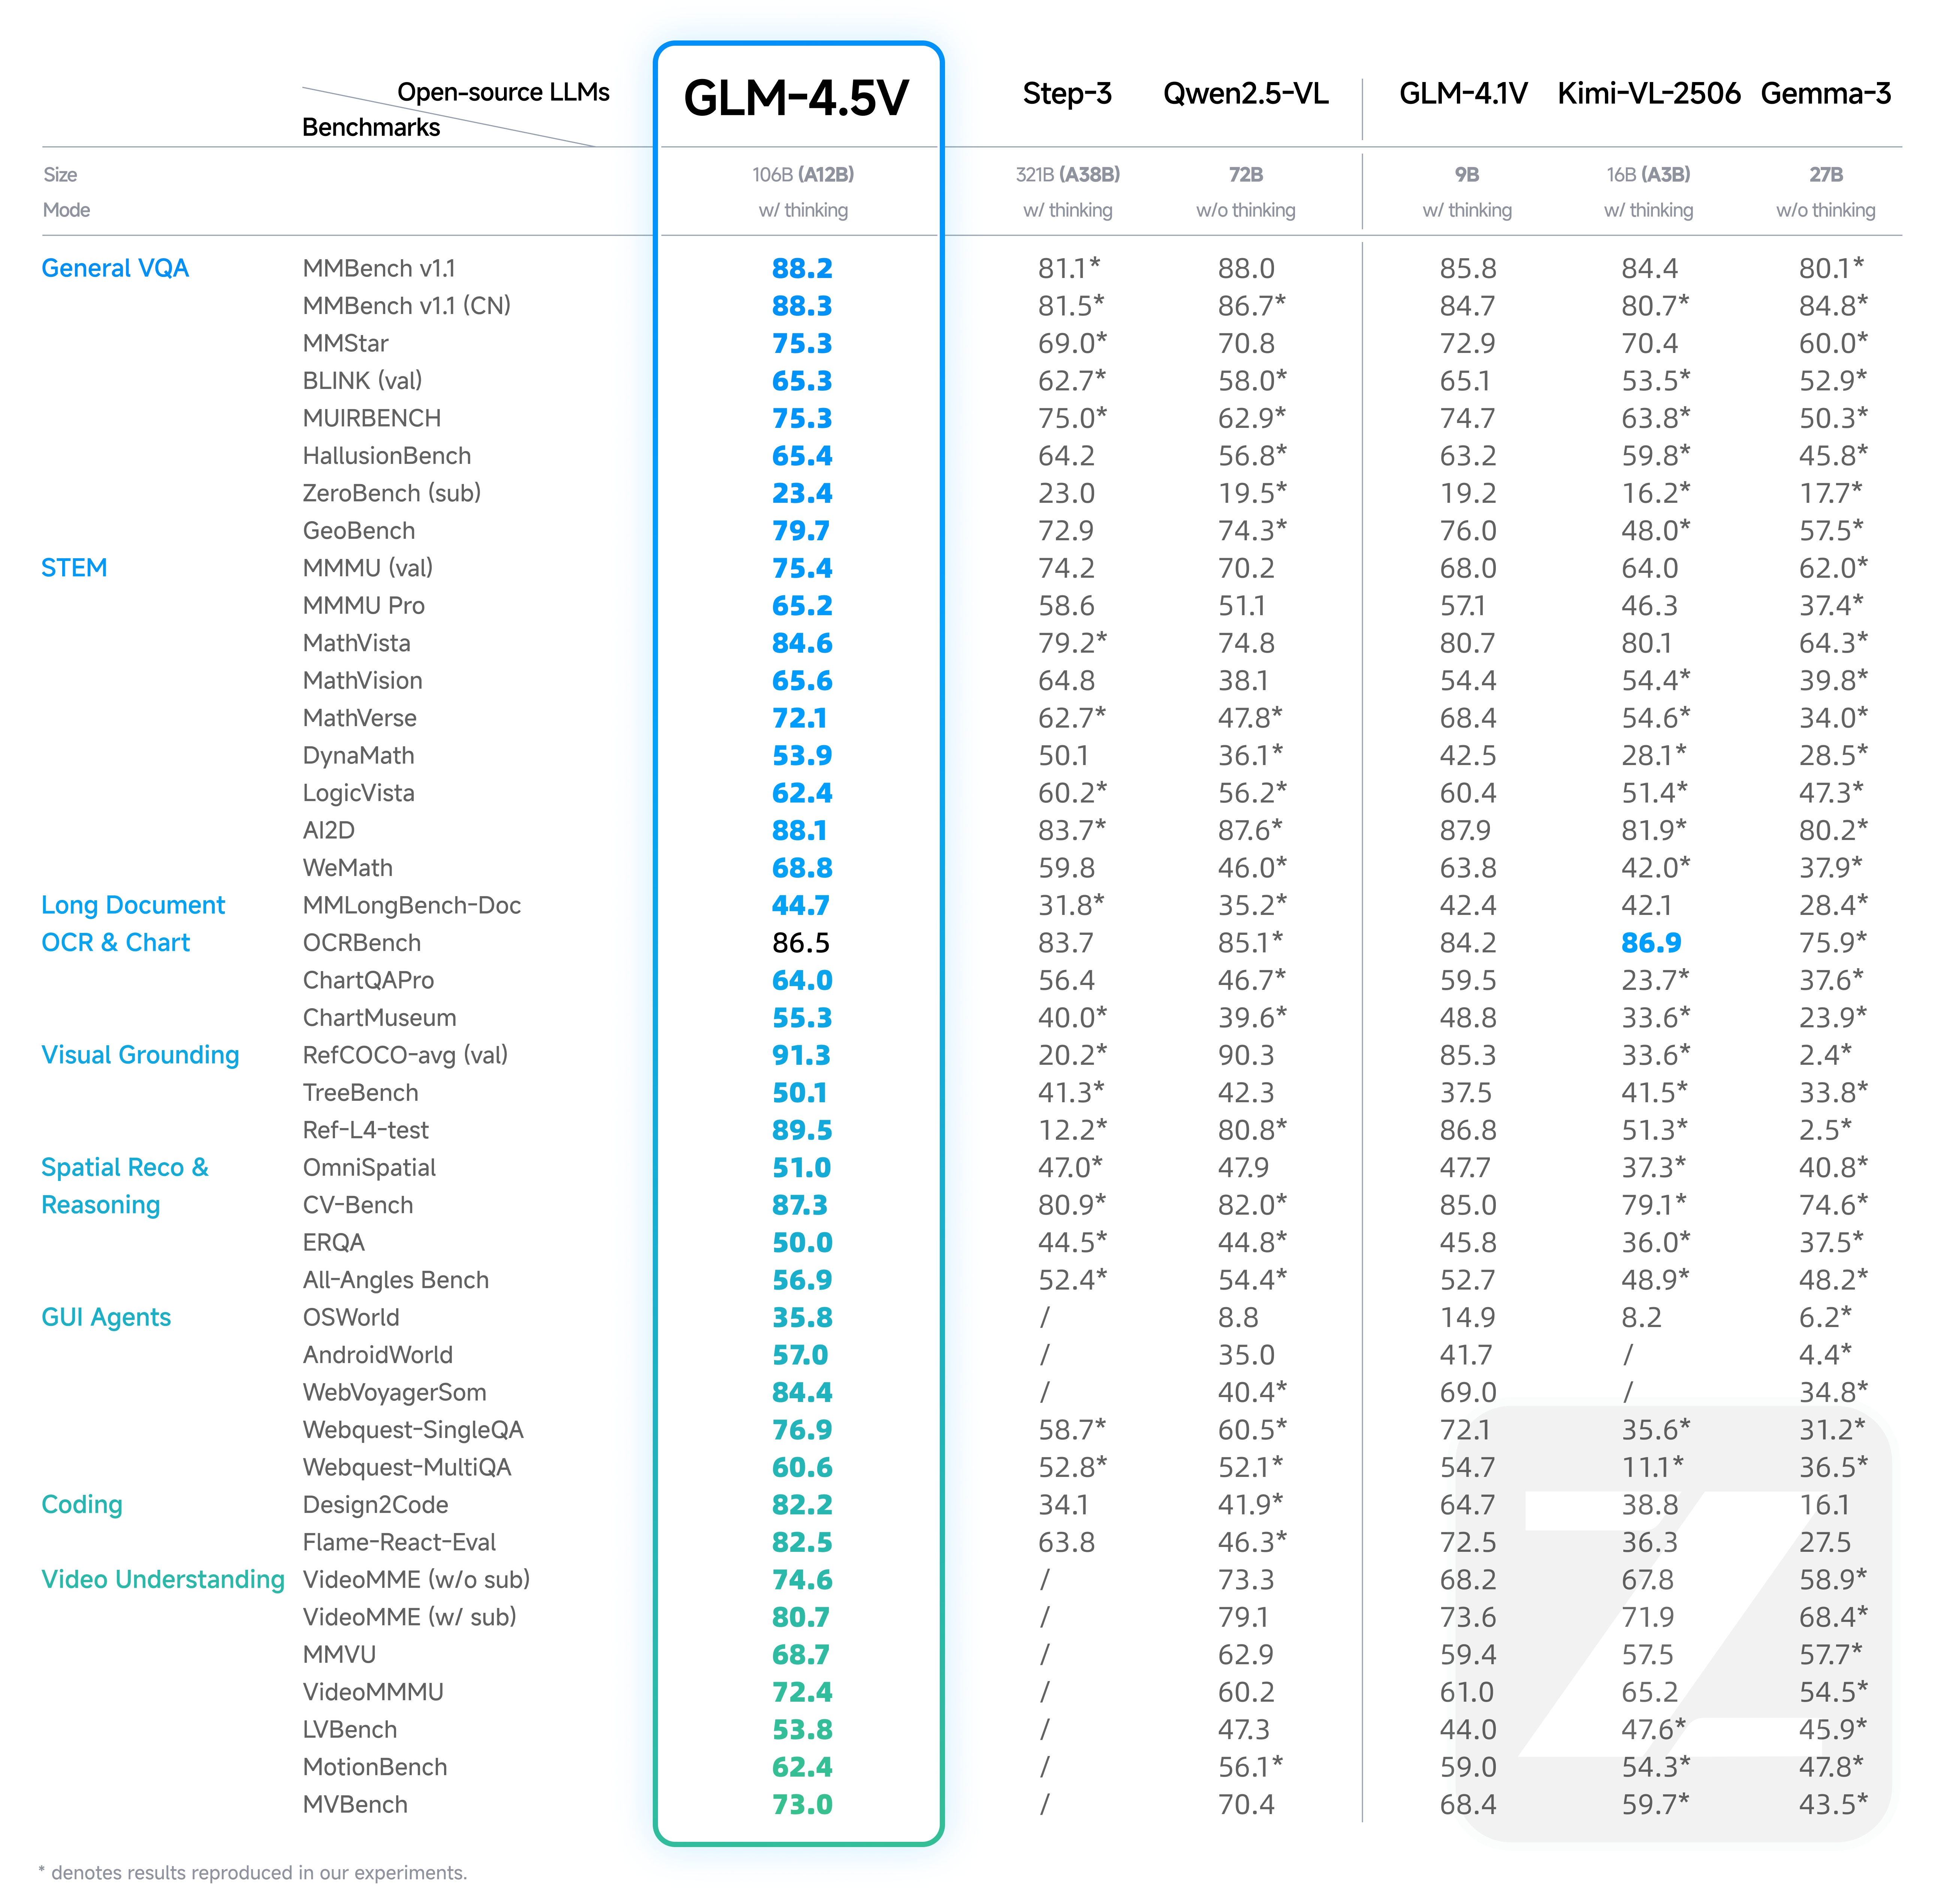 Open-source LLMs GLM-4.5V Step-3 Qwen2.5-VL GLM-4.1V Kimi-VL-2506 Gemma-3
Benchmarks
Size 106B (A12B) 321B (A38B) 72B 9B 16B (A3B) 27B
Mode w/ thinking w/ thinking w/o thinking w/ thinking w/ thinking w/o thinking
General VQA MMBench v1.1 88.2 81.1* 88.0 85.8 84.4 80.1*
MMBench v1.1 (CN) 88.3 81.5* 86.7* 84.7 80.7* 84.8*
MMStar 75.3 69.0* 70.8 72.9 70.4 60.0*
BLINK (val) 65.3 62.7* 58.0* 65.1 53.5* 52.9*
MUIRBENCH 75.3 75.0* 62.9* 74.7 63.8* 50.3*
HallusionBench 65.4 64.2 56.8* 63.2 59.8* 45.8*
ZeroBench (sub) 23.4 23.0 19.5* 19.2 16.2* 17.7*
GeoBench 79.7 72.9 74.3* 76.0 48.0* 57.5*
STEM MMMU (val) 75.4 74.2 70.2 68.0 64.0 62.0*
MMMU Pro 65.2 58.6 51.1 57.1 46.3 37.4*
MathVista 84.6 79.2* 74.8 80.7 80.1 64.3*
MathVision 65.6 64.8 38.1 54.4 54.4* 39.8*
MathVerse 72.1 62.7* 47.8* 68.4 54.6* 34.0*
DynaMath 53.9 50.1 36.1* 42.5 28.1* 28.5*
LogicVista 62.4 60.2* 56.2* 60.4 51.4* 47.3*
AI2D 88.1 83.7* 87.6* 87.9 81.9* 80.2*
WeMath 68.8 59.8 46.0* 63.8 42.0* 37.9*
Long Document MMLongBench-Doc 44.7 31.8* 35.2* 42.4 42.1 28.4*
OCR & Chart OCRBench 86.5 83.7 85.1* 84.2 86.9 75.9*
ChartQAPro 64.0 56.4 46.7* 59.5 23.7* 37.6*
ChartMuseum 55.3 40.0* 39.6* 48.8 33.6* 23.9*
Visual Grounding RefCOCO-avg (val) 91.3 20.2* 90.3 85.3 33.6* 2.4*
TreeBench 50.1 41.3* 42.3 37.5 41.5* 33.8*
Ref-L4-test 89.5 12.2* 80.8* 86.8 51.3* 2.5*
Spatial Reco & OmniSpatial 51.0 47.0* 47.9 47.7 37.3* 40.8*
Reasoning CV-Bench 87.3 80.9* 82.0* 85.0 79.1* 74.6*
ERQA 50.0 44.5* 44.8* 45.8 36.0* 37.5*
All-Angles Bench 56.9 52.4* 54.4* 52.7 48.9* 48.2*
GUI Agents OSWorld 35.8 / 8.8 14.9 8.2 6.2*
AndroidWorld 57.0 / 35.0 41.7 / 4.4*
WebVoyagerSom 84.4 / 40.4* 69.0 / 34.8*
Webquest-SingleQA 76.9 58.7* 60.5* 72.1 35.6* 31.2*
Webquest-MultiQA 60.6 52.8* 52.1* 54.7 11.1* 36.5*
Coding Design2Code 82.2 34.1 41.9* 64.7 38.8 16.1
Flame-React-Eval 82.5 63.8 46.3* 72.5 36.3 27.5
Video Understanding VideoMME (w/o sub) 74.6 / 73.3 68.2 67.8 58.9*
VideoMME (w/ sub) 80.7 / 79.1 73.6 71.9 68.4*
MMVU 68.7 / 62.9 59.4 57.5 57.7*
VideoMMMU 72.4 / 60.2 61.0 65.2 54.5*
LVBench 53.8 / 47.3 44.0 47.6* 45.9*
MotionBench 62.4 / 56.1* 59.0 54.3* 47.8*
MVBench 73.0 / 70.4 68.4 59.7* 43.5*
* denotes results reproduced in our experiments.